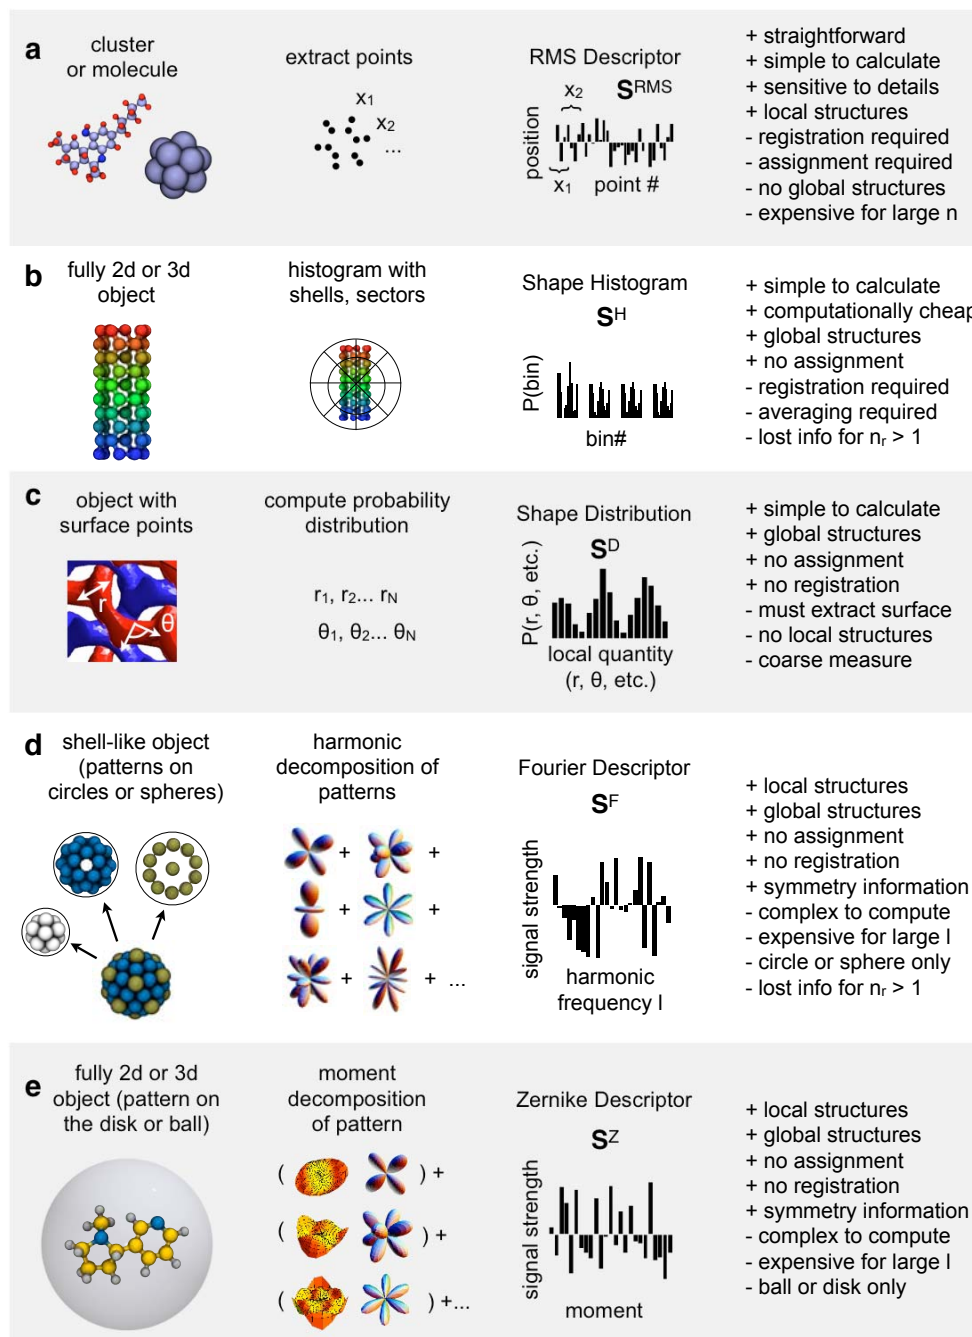 a
cluster
or molecule
extract points
x₁
x₂
...
RMS Descriptor
Sᴿᴹˢ
x₂
position
x₁
point #
+ straightforward
+ simple to calculate
+ sensitive to details
+ local structures
- registration required
- assignment required
- no global structures
- expensive for large n
b
fully 2d or 3d
object
histogram with
shells, sectors
Shape Histogram
Sᴴ
P(bin)
bin#
+ simple to calculate
+ computationally cheap
+ global structures
+ no assignment
- registration required
- averaging required
- lost info for nᵣ > 1
c
object with
surface points
r
θ
compute probability
distribution
r₁, r₂... r_N
θ₁, θ₂... θ_N
Shape Distribution
Sᴰ
P(r, θ, etc.)
local quantity
(r, θ, etc.)
+ simple to calculate
+ global structures
+ no assignment
+ no registration
- must extract surface
- no local structures
- coarse measure
d
shell-like object
(patterns on
circles or spheres)
harmonic
decomposition of
patterns
+ +
+ +
+ + ...
Fourier Descriptor
Sᶠ
signal strength
harmonic
frequency l
+ local structures
+ global structures
+ no assignment
+ no registration
+ symmetry information
- complex to compute
- expensive for large l
- circle or sphere only
- lost info for nᵣ > 1
e
fully 2d or 3d
object (pattern on
the disk or ball)
moment
decomposition
of pattern
( ) +
( ) +
( ) +...
Zernike Descriptor
Sᶻ
signal strength
moment
+ local structures
+ global structures
+ no assignment
+ no registration
+ symmetry information
- complex to compute
- expensive for large l
- ball or disk only